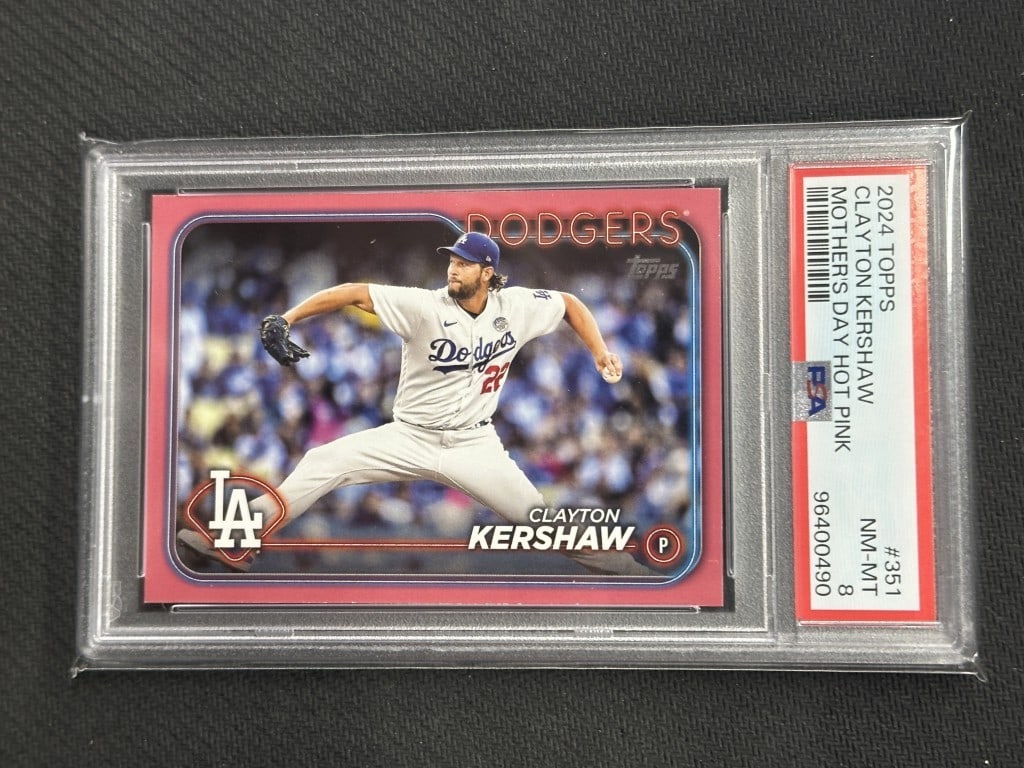 DODGERS
Topps
Dodgers
22
LA
CLAYTON
KERSHAW
P
2024 TOPPS #351
CLAYTON KERSHAW NM-MT
MOTHER'S DAY HOT PINK 8
PSA
96400490